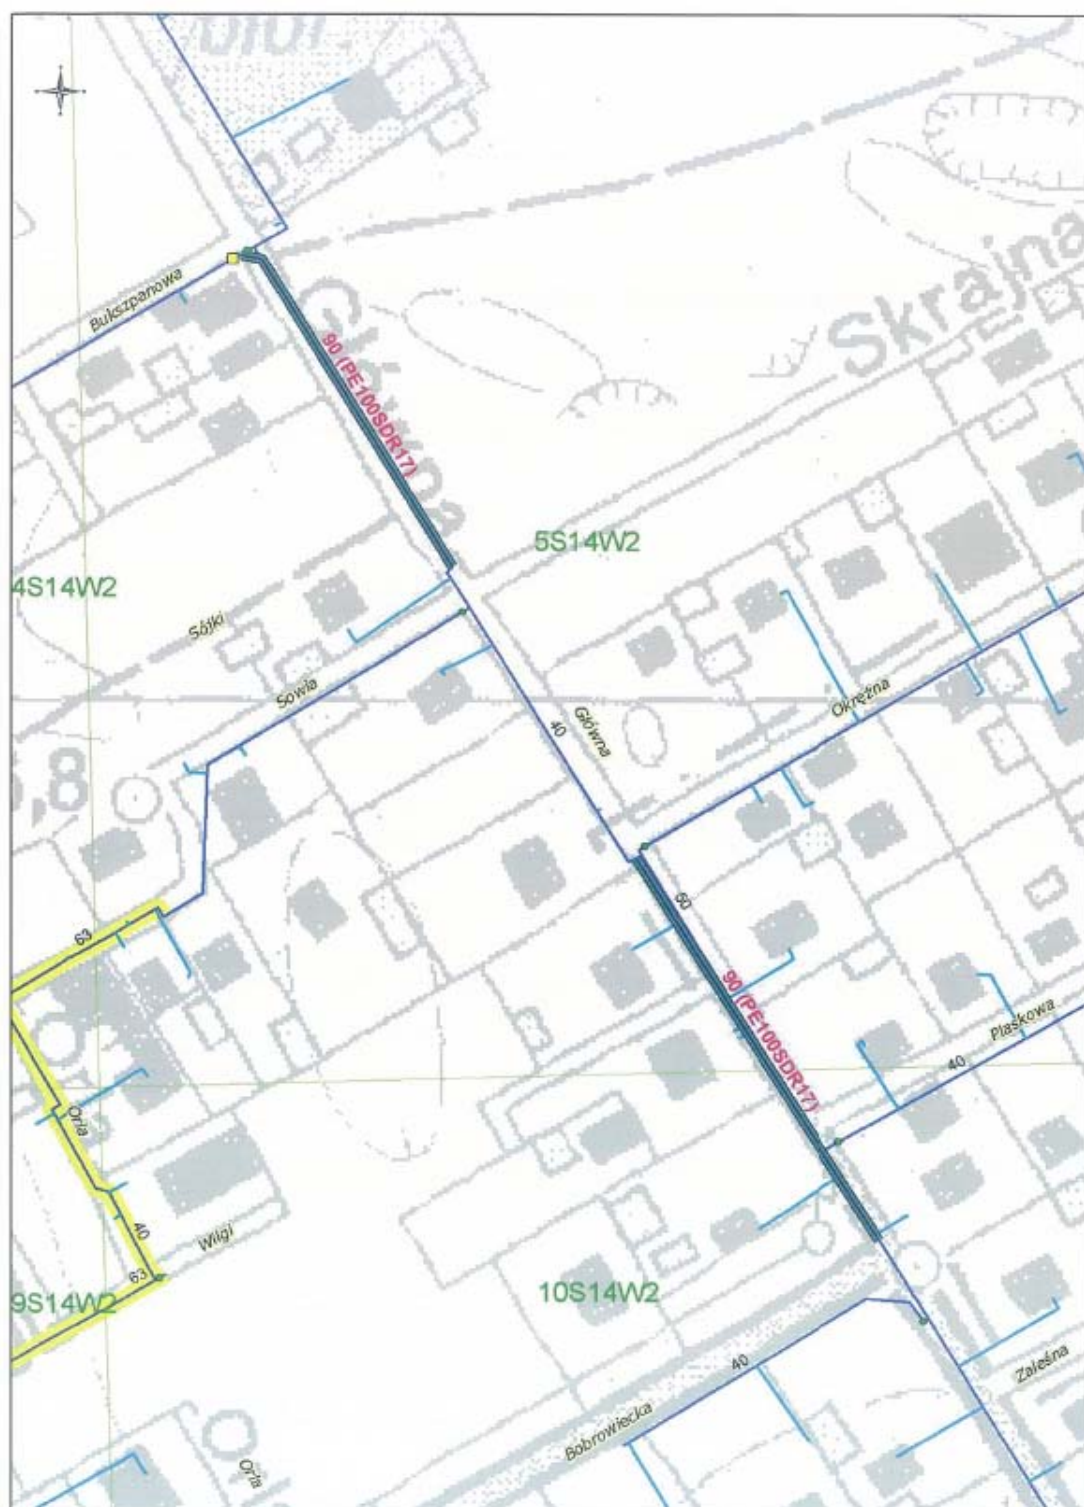 Bukszpanowa
Skrajna
90 (PE100SDR17)
Główna
5S14W2
4S14W2
Sójki
Sowia
Okrężna
40
Główna
5,8
60
63
90 (PE100SDR17)
Piaskowa
40
Orla
40
Wilgi
63
9S14W2
10S14W2
40
Zaleśna
Bobrowiecka
Orla